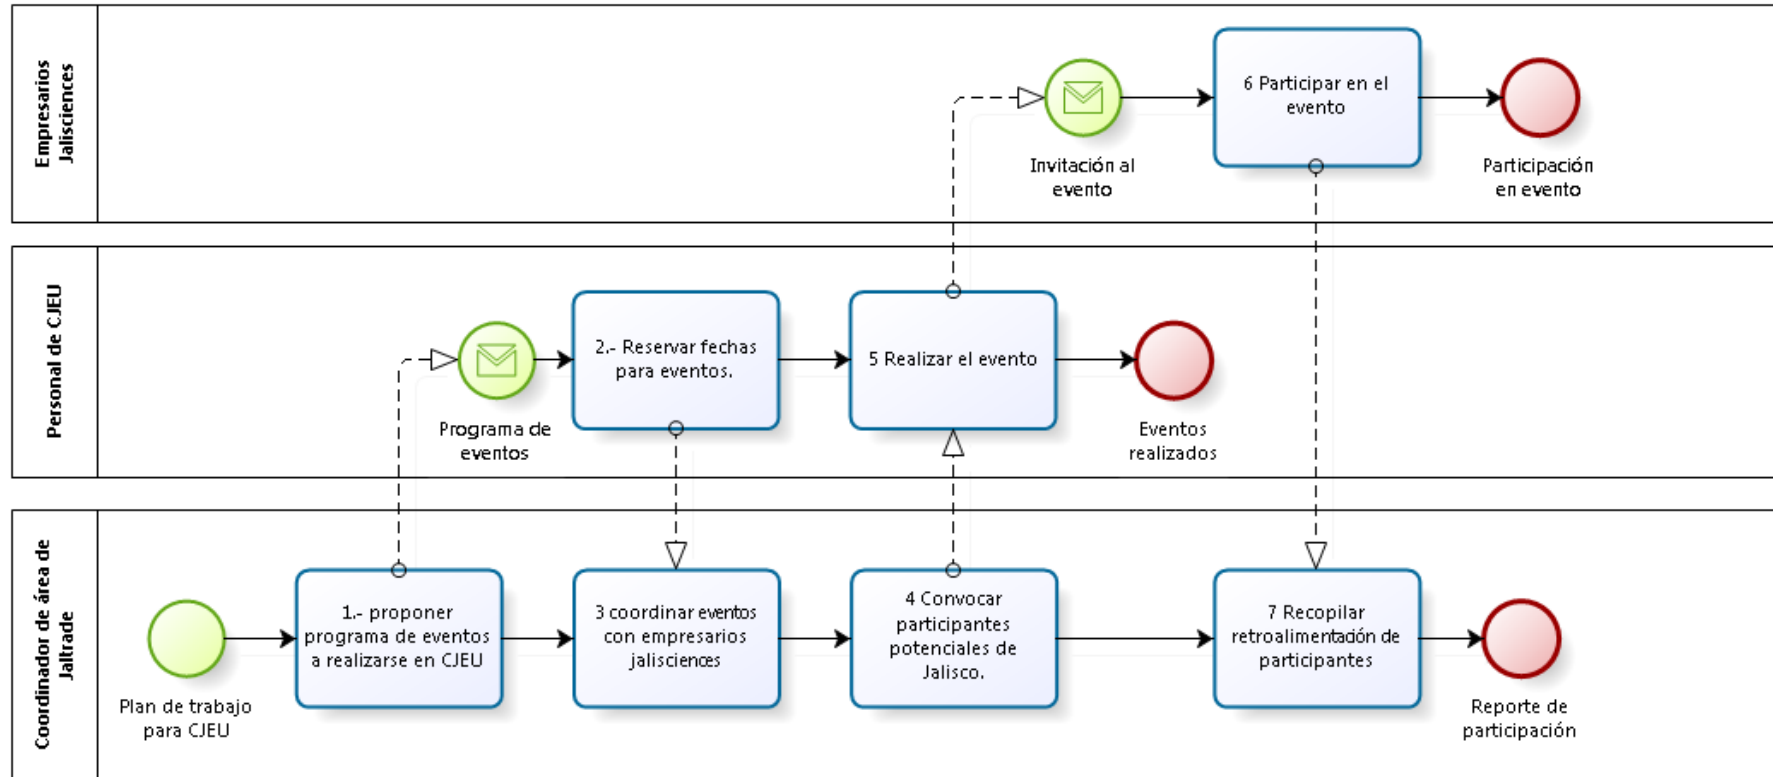 Empresarios
Jalisciences
Invitación al
evento
6 Participar en el
evento
Participación
en evento
Personal de CJEU
Programa de
eventos
2.- Reservar fechas
para eventos.
5 Realizar el evento
Eventos
realizados
Coordinador de área de
Jaltrade
Plan de trabajo
para CJEU
1.- proponer
programa de eventos
a realizarse en CJEU
3 coordinar eventos
con empresarios
jalisciences
4 Convocar
participantes
potenciales de
Jalisco.
7 Recopilar
retroalimentación de
participantes
Reporte de
participación